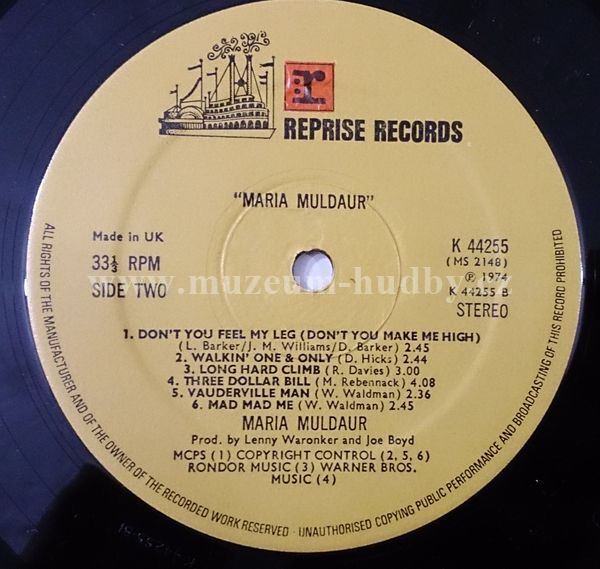 REPRISE RECORDS
"MARIA MULDAUR"
Made in UK
33⅓ RPM
SIDE TWO
K 44255
(MS 2148)
℗ 1974
K 44255 B
STEREO
www.muzeum-hudby.cz
1. DON'T YOU FEEL MY LEG (DON'T YOU MAKE ME HIGH)
(L. Barker/J. M. Williams/D. Barker) 2.45
2. WALKIN' ONE & ONLY (D. Hicks) 2.44
3. LONG HARD CLIMB (R. Davies) 3.00
4. THREE DOLLAR BILL (M. Rebennack) 4.08
5. VAUDERVILLE MAN (W. Waldman) 2.36
6. MAD MAD ME (W. Waldman) 2.45
MARIA MULDAUR
Prod. by Lenny Waronker and Joe Boyd
MCPS (1) COPYRIGHT CONTROL (2, 5, 6)
RONDOR MUSIC (3) WARNER BROS.
MUSIC (4)
ALL RIGHTS OF THE MANUFACTURER AND OF THE OWNER OF THE RECORDED WORK RESERVED · UNAUTHORISED COPYING PUBLIC PERFORMANCE AND BROADCASTING OF THIS RECORD PROHIBITED